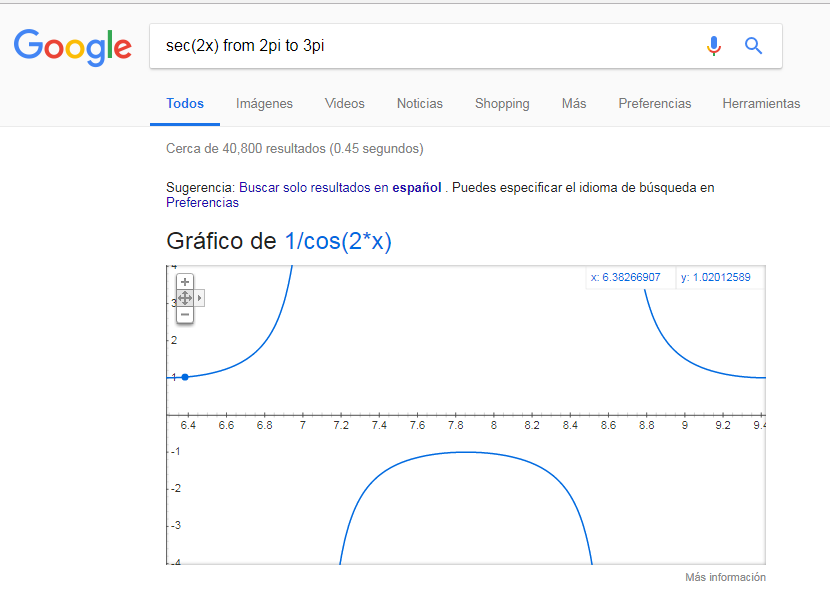 Google
sec(2x) from 2pi to 3pi
Todos Imágenes Videos Noticias Shopping Más Preferencias Herramientas
Cerca de 40,800 resultados (0.45 segundos)
Sugerencia: Buscar solo resultados en español . Puedes especificar el idioma de búsqueda en
Preferencias
Gráfico de 1/cos(2*x)
x: 6.38266907 y: 1.02012589
4
3
2
1
6.4 6.6 6.8 7 7.2 7.4 7.6 7.8 8 8.2 8.4 8.6 8.8 9 9.2 9.4
-1
-2
-3
-4
Más información